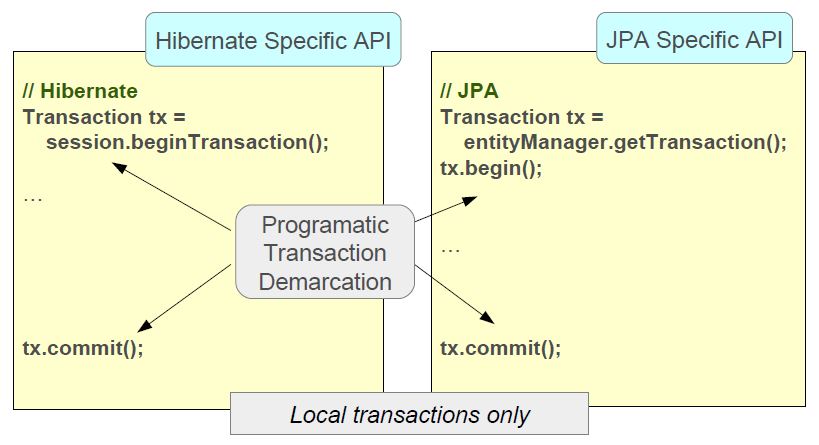 Hibernate Specific API
// Hibernate
Transaction tx =
session.beginTransaction();
…
tx.commit();
JPA Specific API
// JPA
Transaction tx =
entityManager.getTransaction();
tx.begin();
…
tx.commit();
Programatic
Transaction
Demarcation
Local transactions only